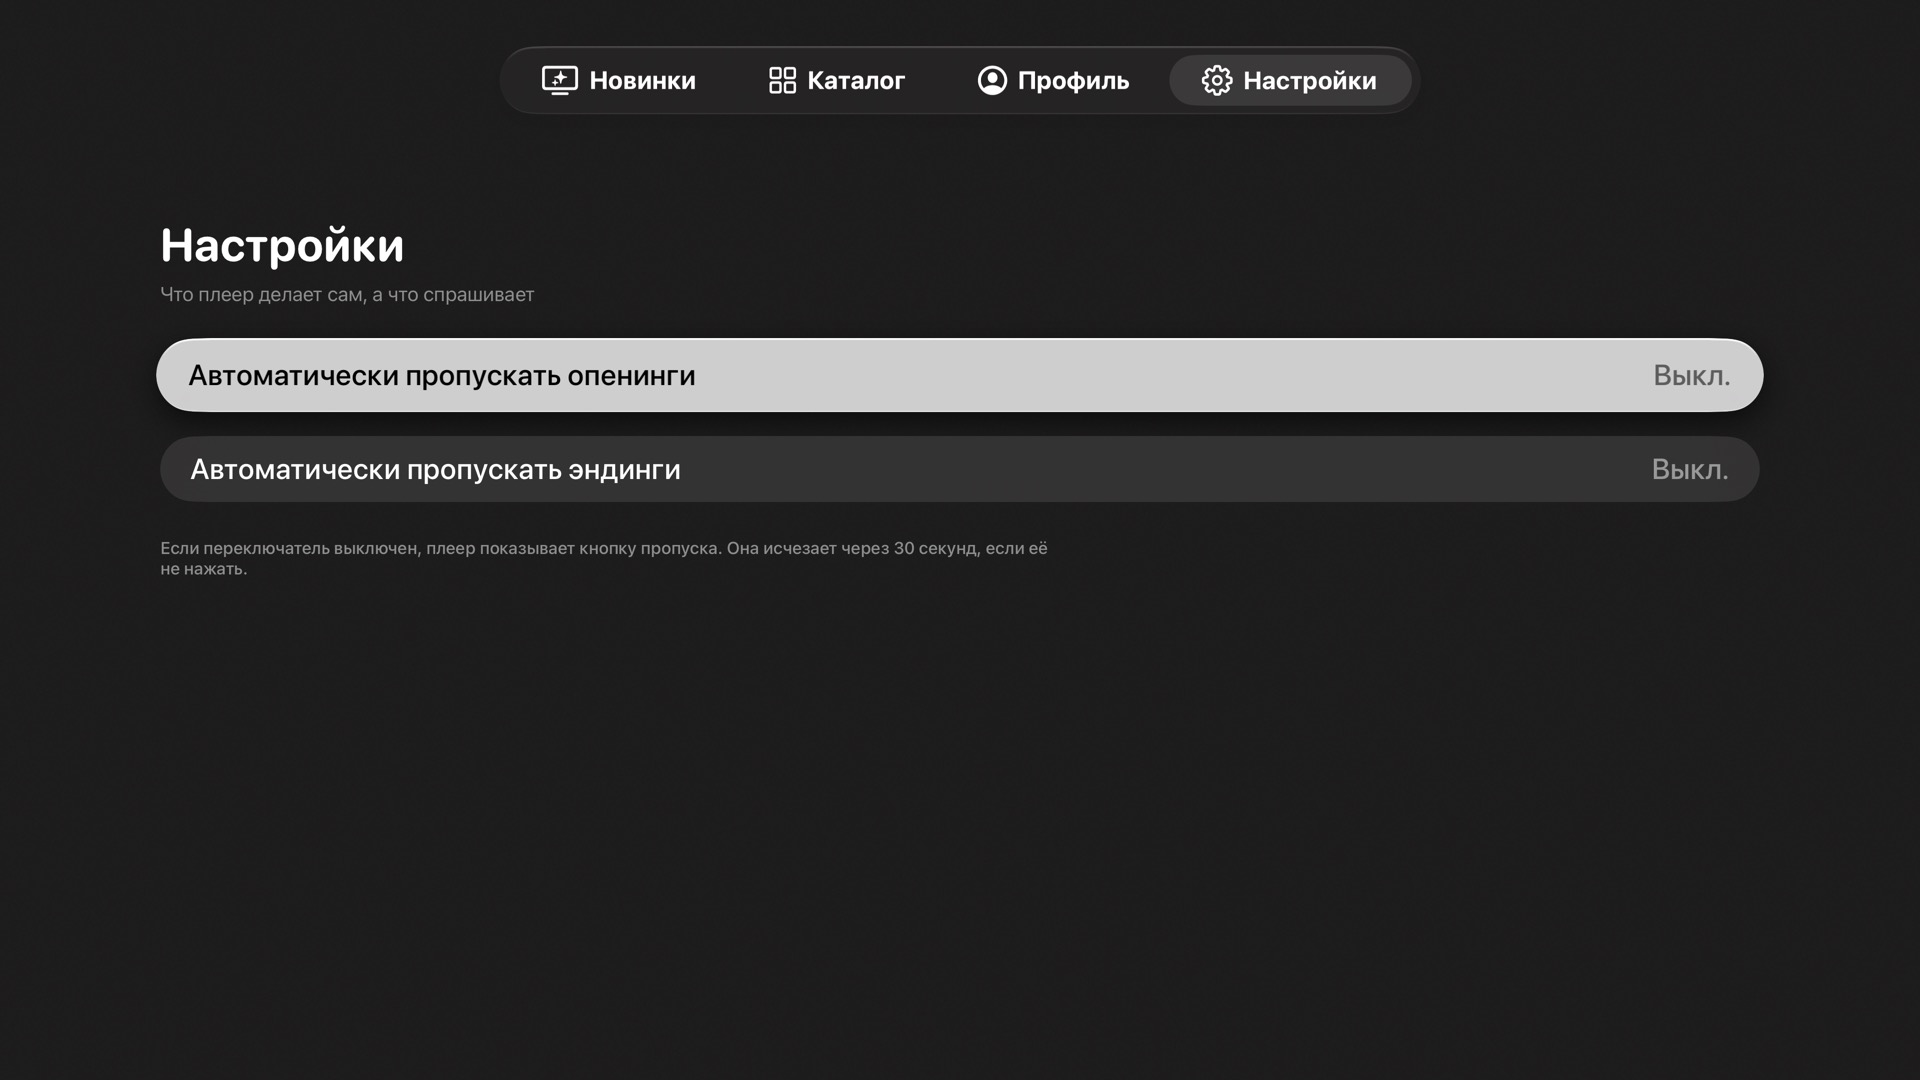 Новинки
Каталог
Профиль
Настройки
Настройки
Что плеер делает сам, а что спрашивает
Автоматически пропускать опенинги Выкл.
Автоматически пропускать эндинги Выкл.
Если переключатель выключен, плеер показывает кнопку пропуска. Она исчезает через 30 секунд, если её
не нажать.